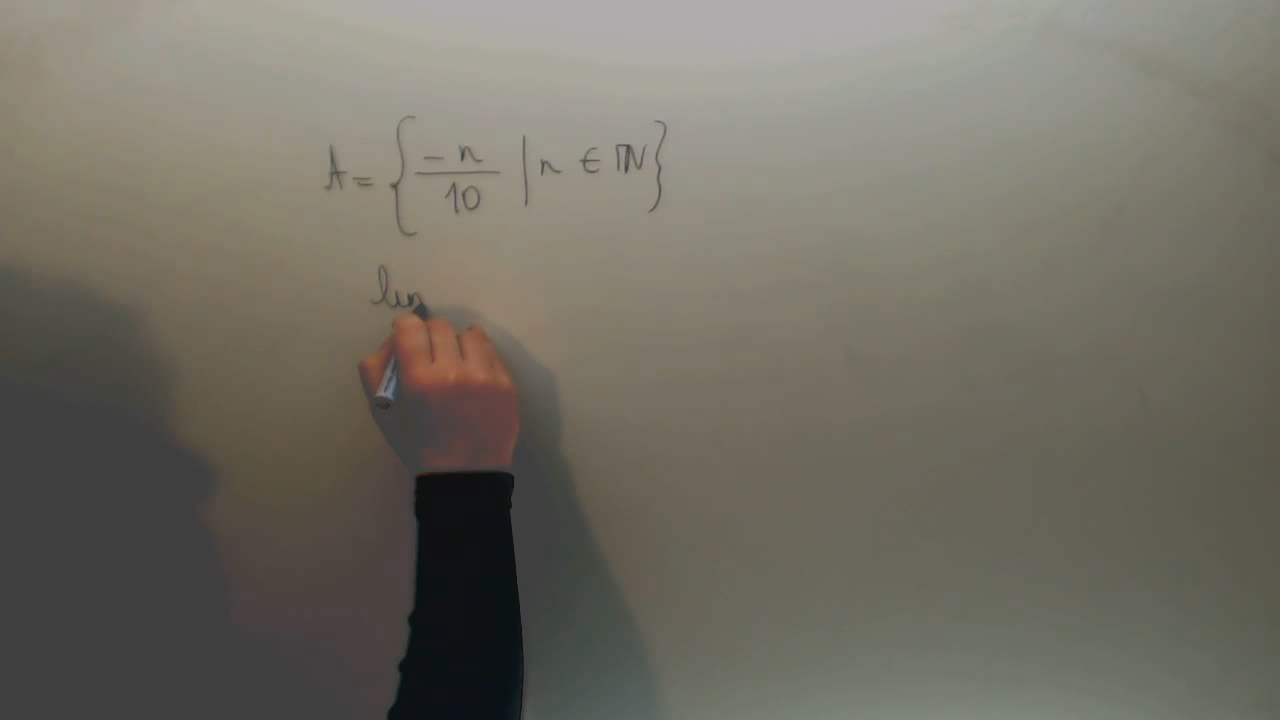 A = { -n/10 | n ∈ ℕ }
lim